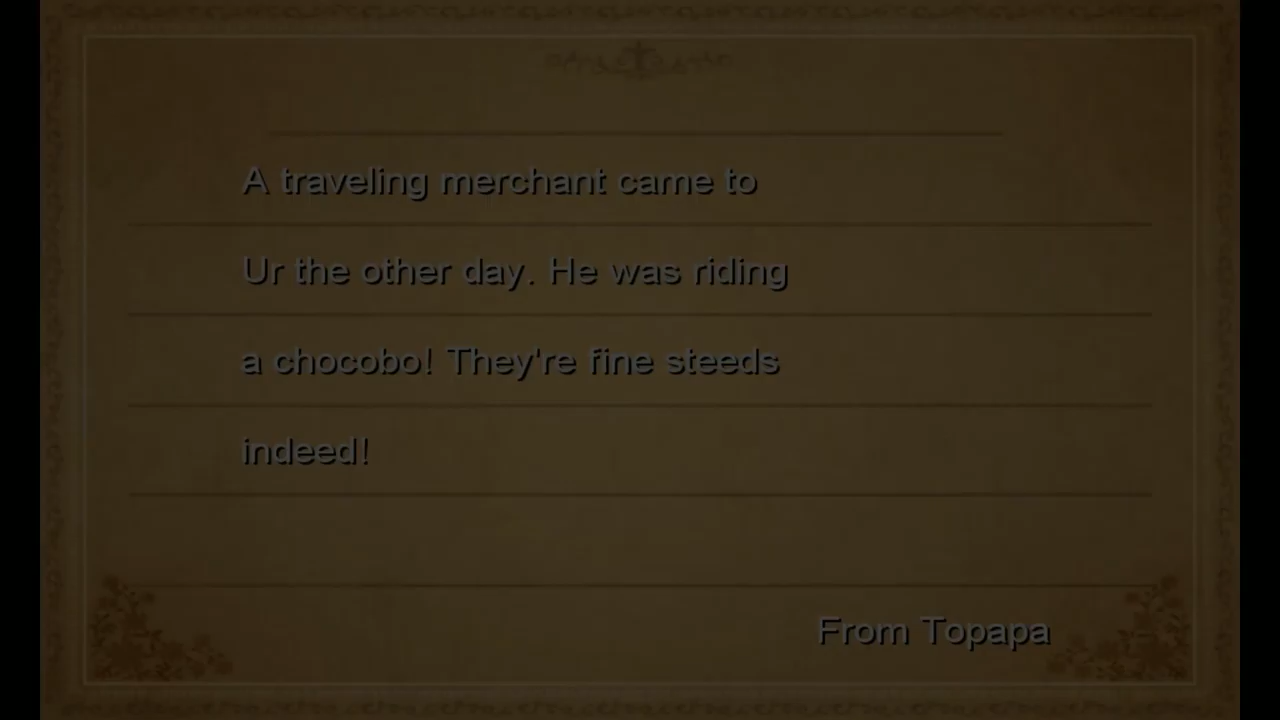 A traveling merchant came to
Ur the other day. He was riding
a chocobo! They're fine steeds
indeed!
From Topapa